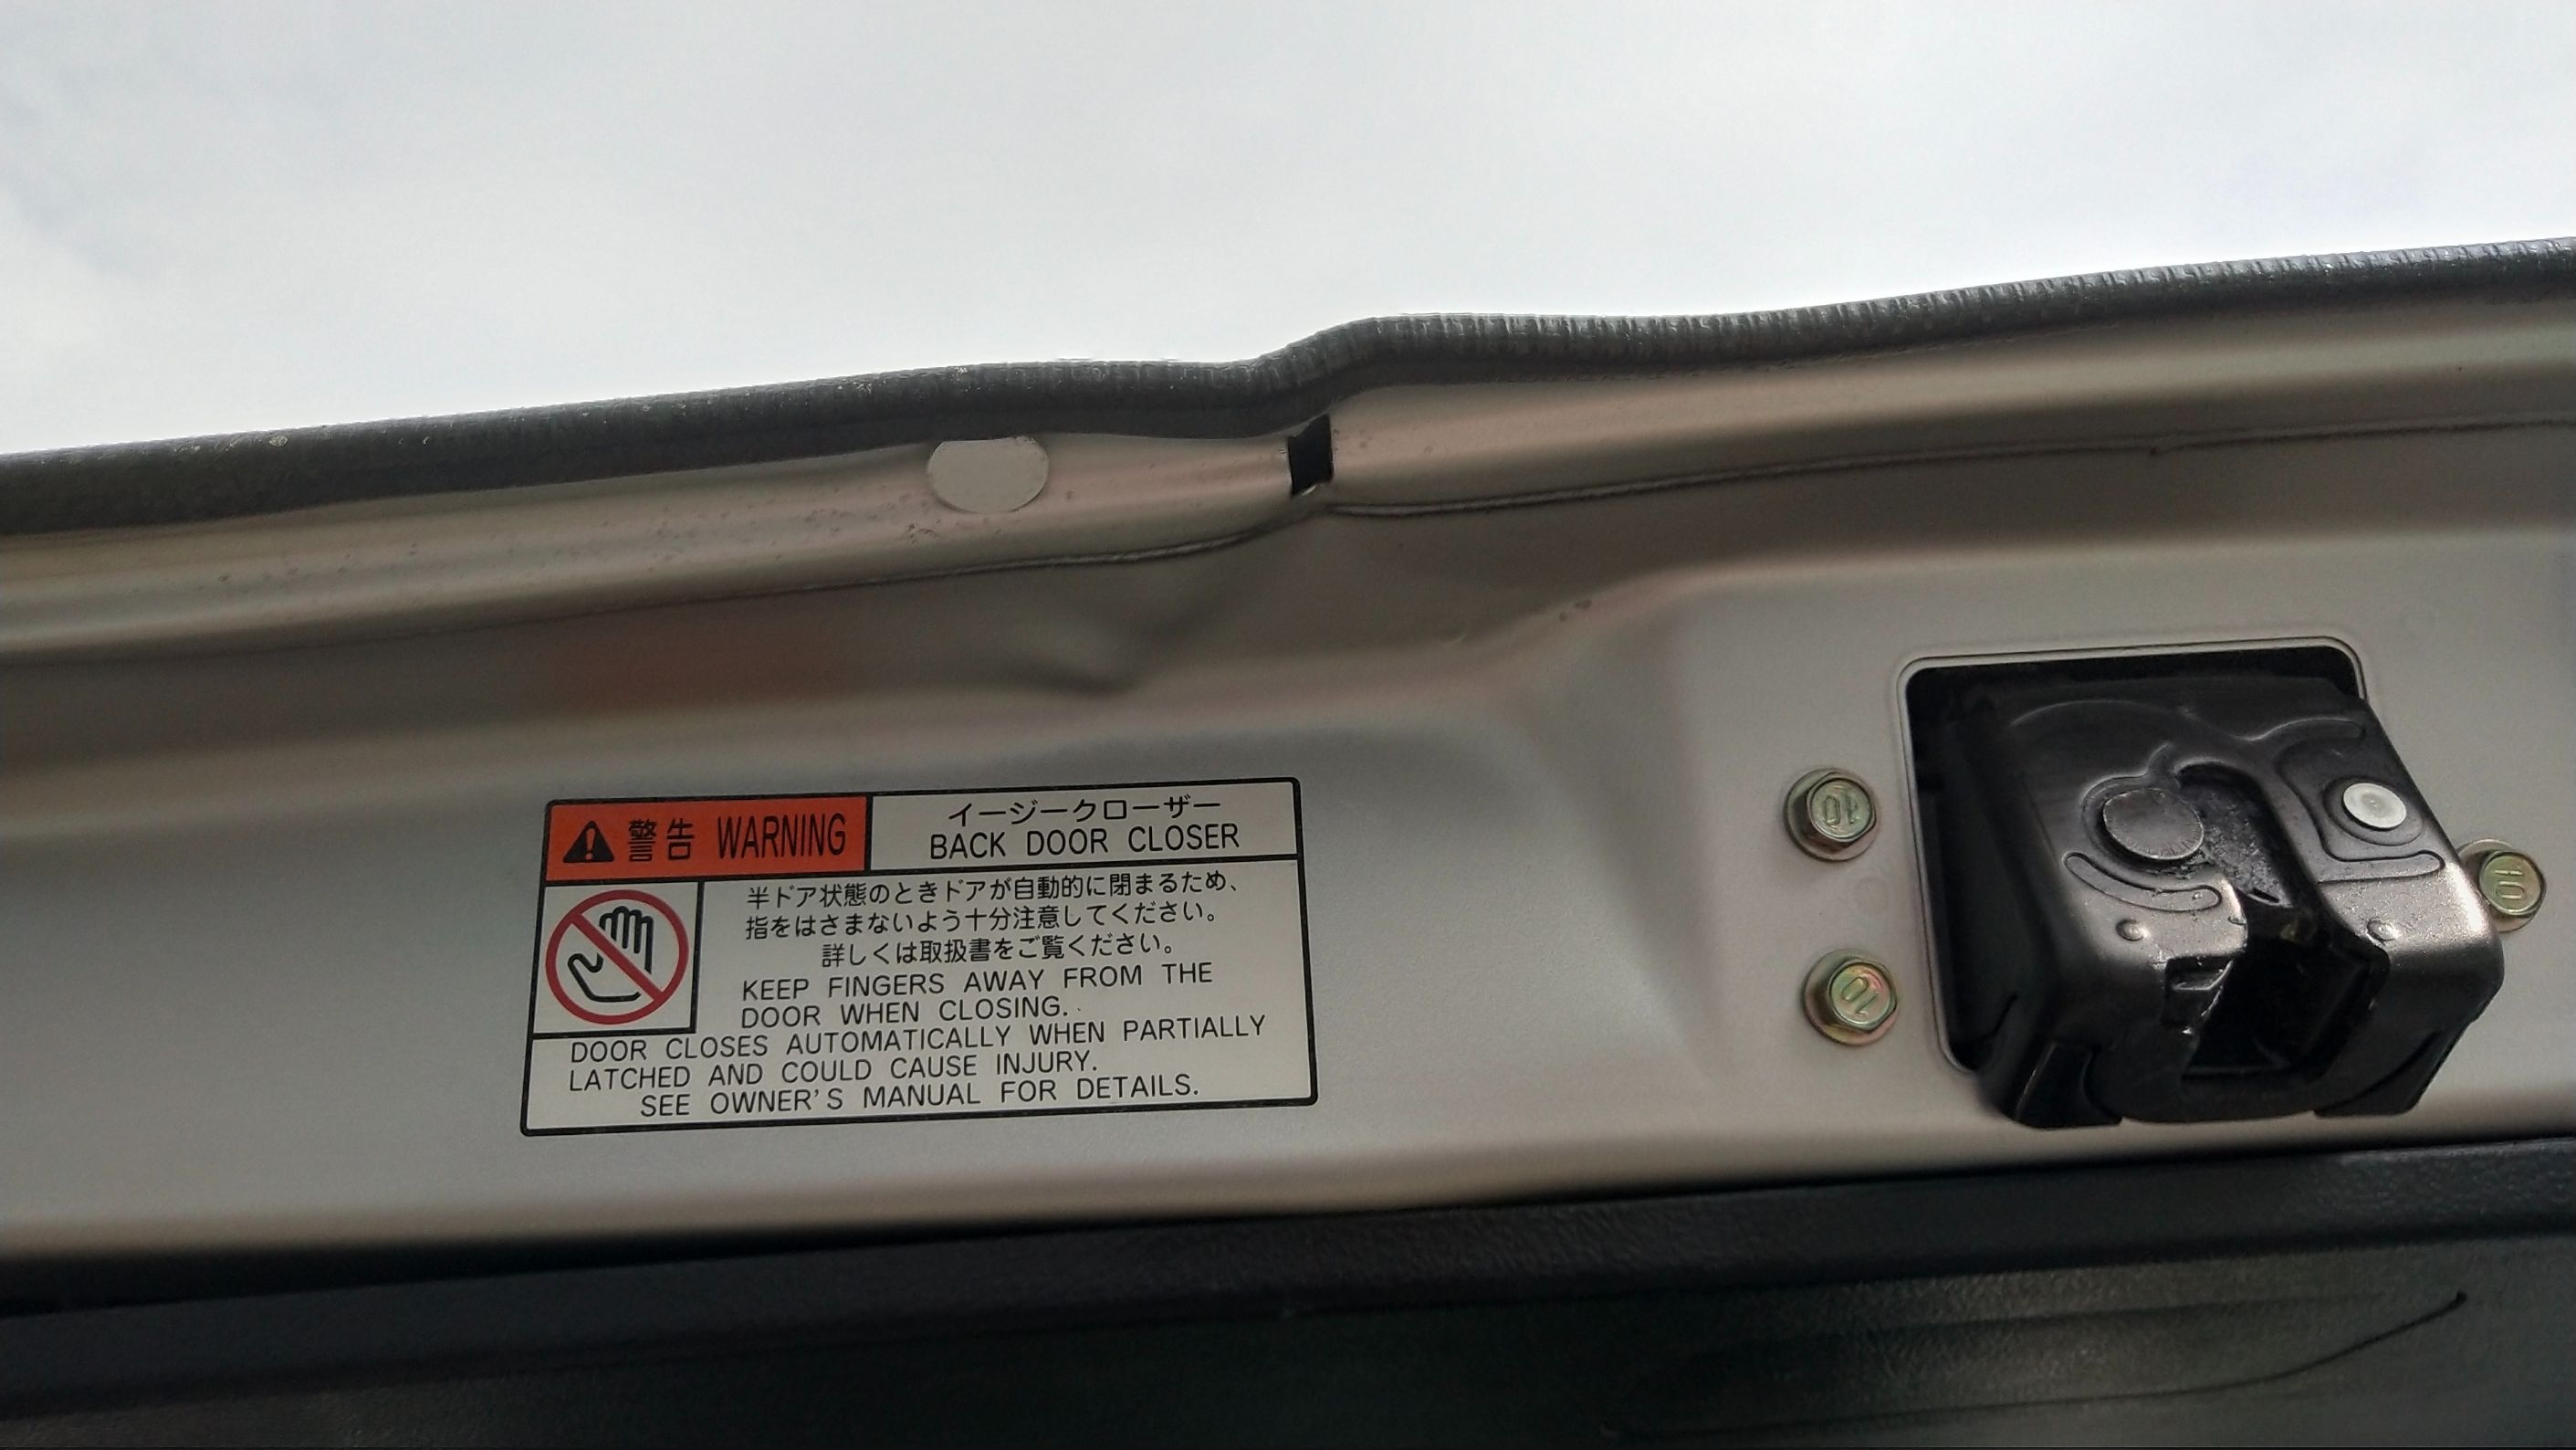 警告 WARNING
イージークローザー
BACK DOOR CLOSER
半ドア状態のときドアが自動的に閉まるため、
指をはさまないよう十分注意してください。
詳しくは取扱書をご覧ください。
KEEP FINGERS AWAY FROM THE
DOOR WHEN CLOSING.
DOOR CLOSES AUTOMATICALLY WHEN PARTIALLY
LATCHED AND COULD CAUSE INJURY.
SEE OWNER'S MANUAL FOR DETAILS.
10
10
10